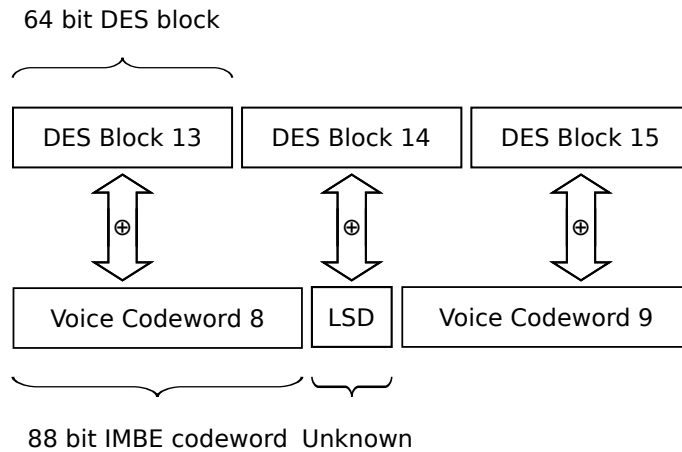 64 bit DES block
DES Block 13 DES Block 14 DES Block 15
⊕ ⊕ ⊕
Voice Codeword 8 LSD Voice Codeword 9
88 bit IMBE codeword Unknown